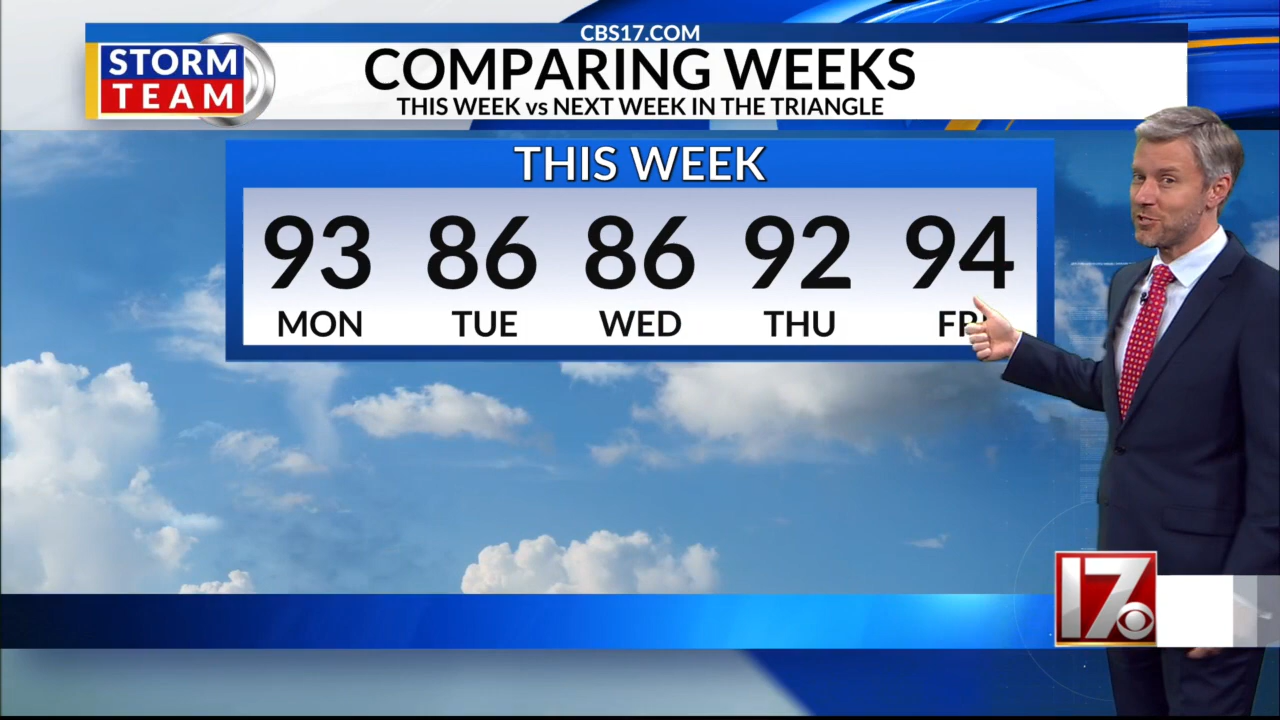 CBS17.COM
STORM
TEAM
COMPARING WEEKS
THIS WEEK vs NEXT WEEK IN THE TRIANGLE
THIS WEEK
93 86 86 92 94
MON TUE WED THU FRI
17